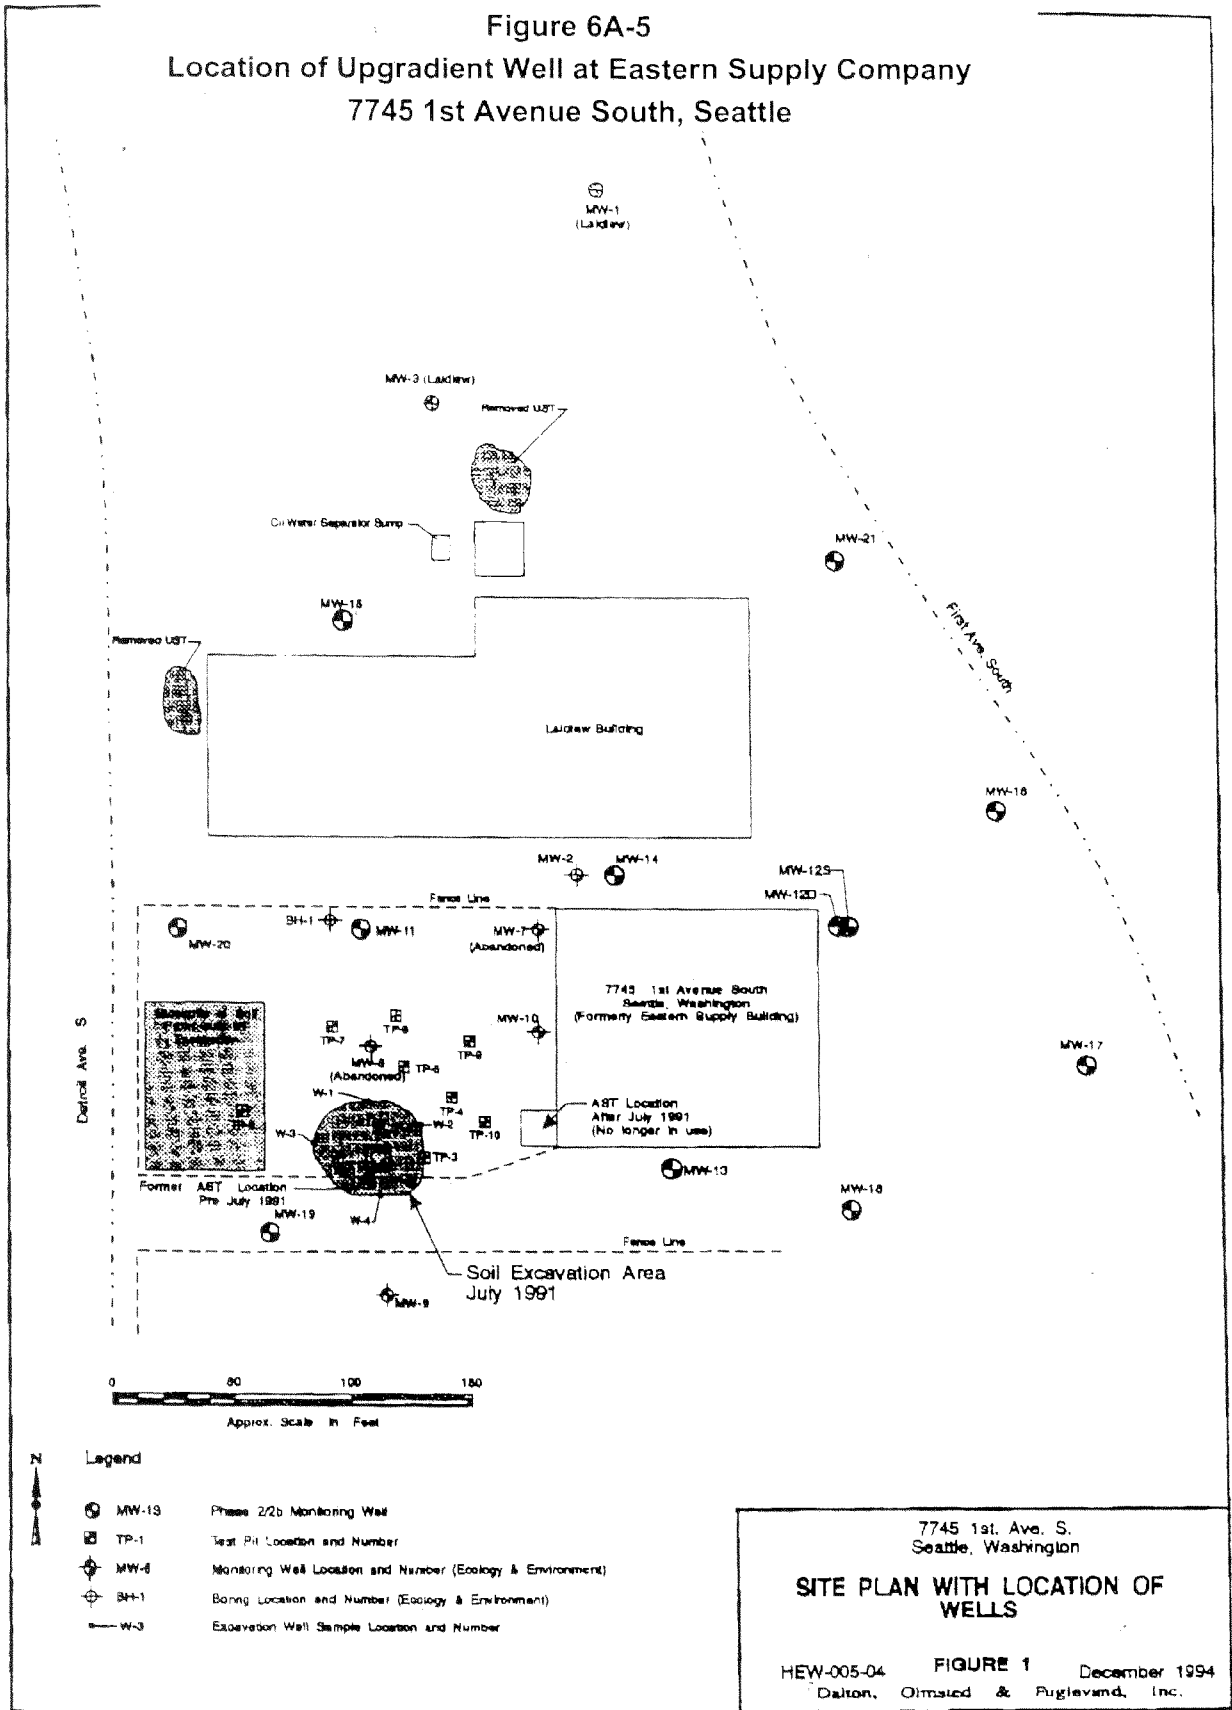 Figure 6A-5
Location of Upgradient Well at Eastern Supply Company
7745 1st Avenue South, Seattle
MW-1
(Laidlaw)
MW-3 (Laidlaw)
Removed UST
Oil Water Separator Sump
MW-21
MW-15
Removed UST
First Ave. South
Laidlaw Building
MW-16
MW-2
MW-14
MW-12S
MW-12D
Fence Line
BH-1
MW-20
MW-11
MW-7
(Abandoned)
7745 1st Avenue South
Seattle, Washington
(Formerly Eastern Supply Building)
MW-10
TP-7
TP-9
MW-17
Detroit Ave. S
(Abandoned)
W-1
TP-4
W-2
TP-10
AST Location
After July 1991
(No longer in use)
W-3
TP-3
Former AST Location
Pre July 1991
MW-13
MW-18
MW-19
W-4
Fence Line
Soil Excavation Area
July 1991
MW-9
0
100
150
Approx. Scale In Feet
N
Legend
MW-13 Phase 2/2b Monitoring Well
TP-1 Test Pit Location and Number
Monitoring Well Location and Number (Ecology & Environment)
BH-1 Boring Location and Number (Ecology & Environment)
W-3 Excavation Wall Sample Location and Number
7745 1st. Ave. S.
Seattle, Washington
SITE PLAN WITH LOCATION OF
WELLS
HEW-005-04 FIGURE 1 December 1994
Dalton, Olmsted & Fuglevand, Inc.